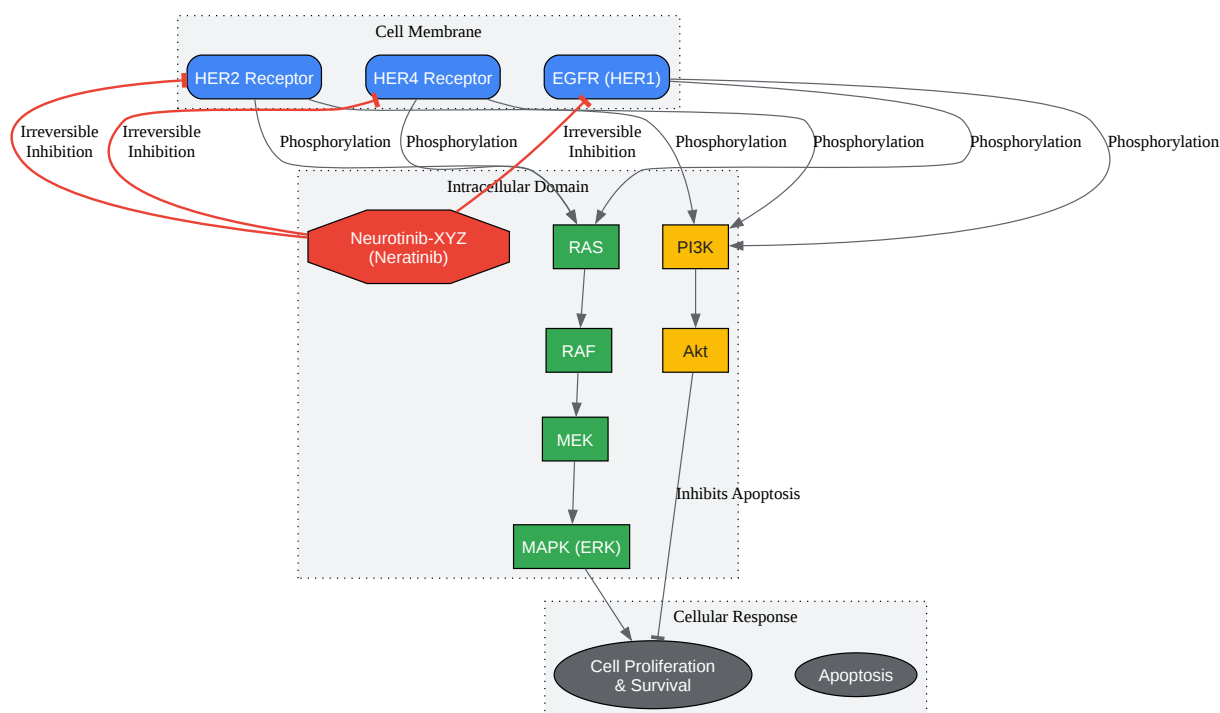 Cell Membrane
HER2 Receptor
HER4 Receptor
EGFR (HER1)
Irreversible
Inhibition
Irreversible
Inhibition
Phosphorylation
Phosphorylation
Irreversible
Inhibition
Phosphorylation
Phosphorylation
Phosphorylation
Phosphorylation
Intracellular Domain
Neurotinib-XYZ
(Neratinib)
RAS
PI3K
RAF
Akt
MEK
Inhibits Apoptosis
MAPK (ERK)
Cellular Response
Cell Proliferation
& Survival
Apoptosis